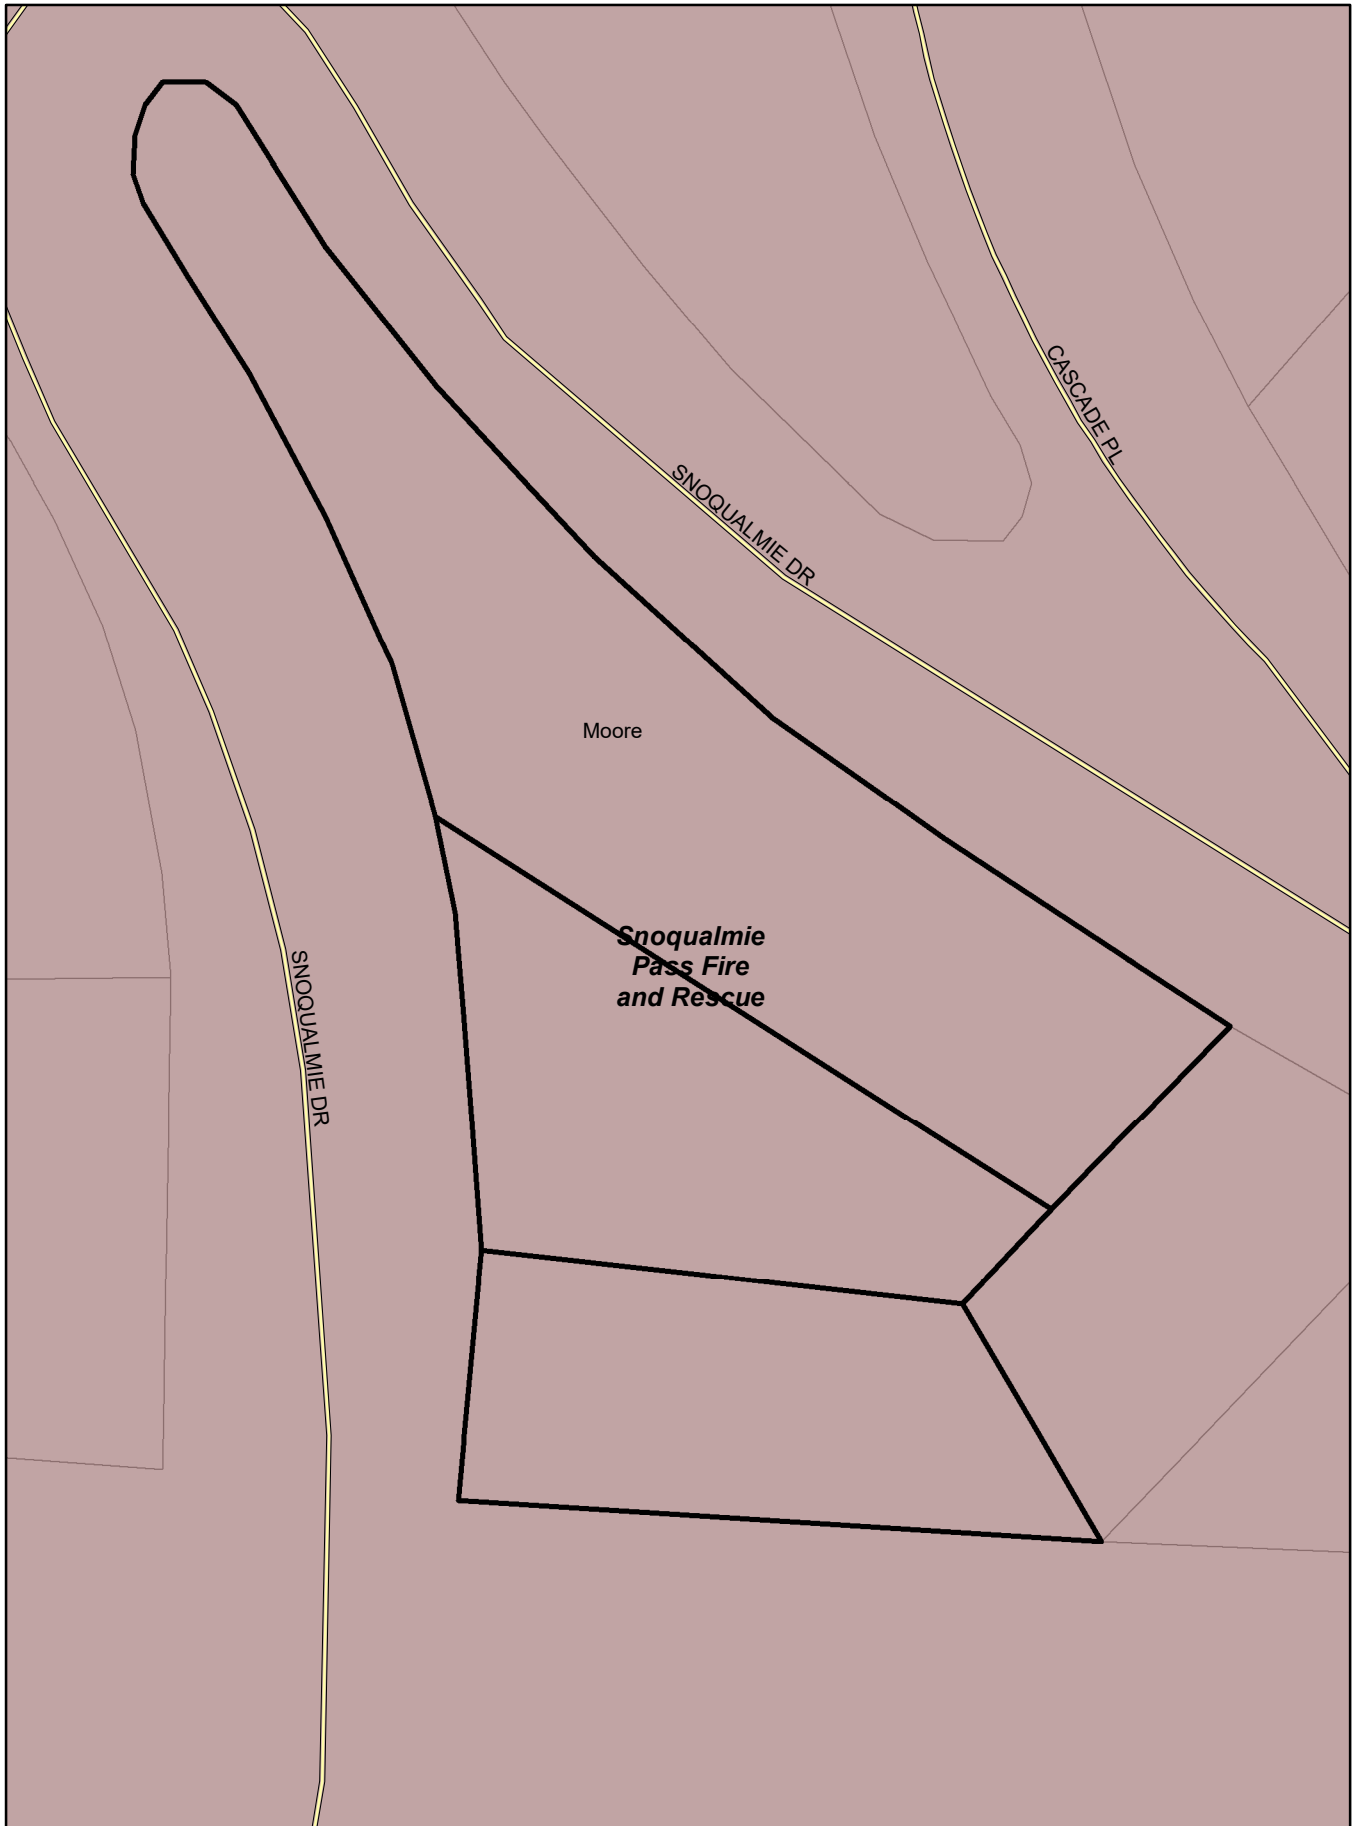 CASCADE PL
SNOQUALMIE DR
Moore
Snoqualmie
Pass Fire
and Rescue
SNOQUALMIE DR